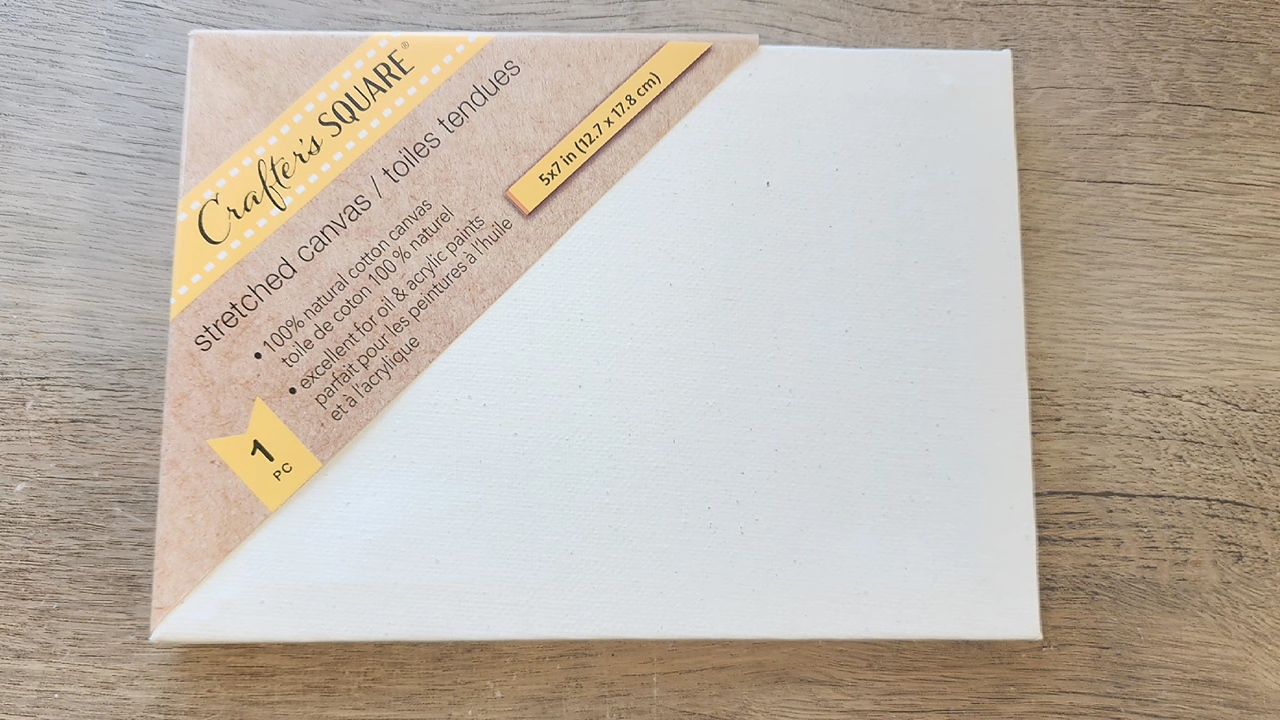 Crafter's SQUARE®
stretched canvas / toiles tendues
• 100% natural cotton canvas
toile de coton 100 % naturel
• excellent for oil & acrylic paints
parfait pour les peintures à l'huile
et à l'acrylique
5x7 in (12.7 x 17.8 cm)
1
PC